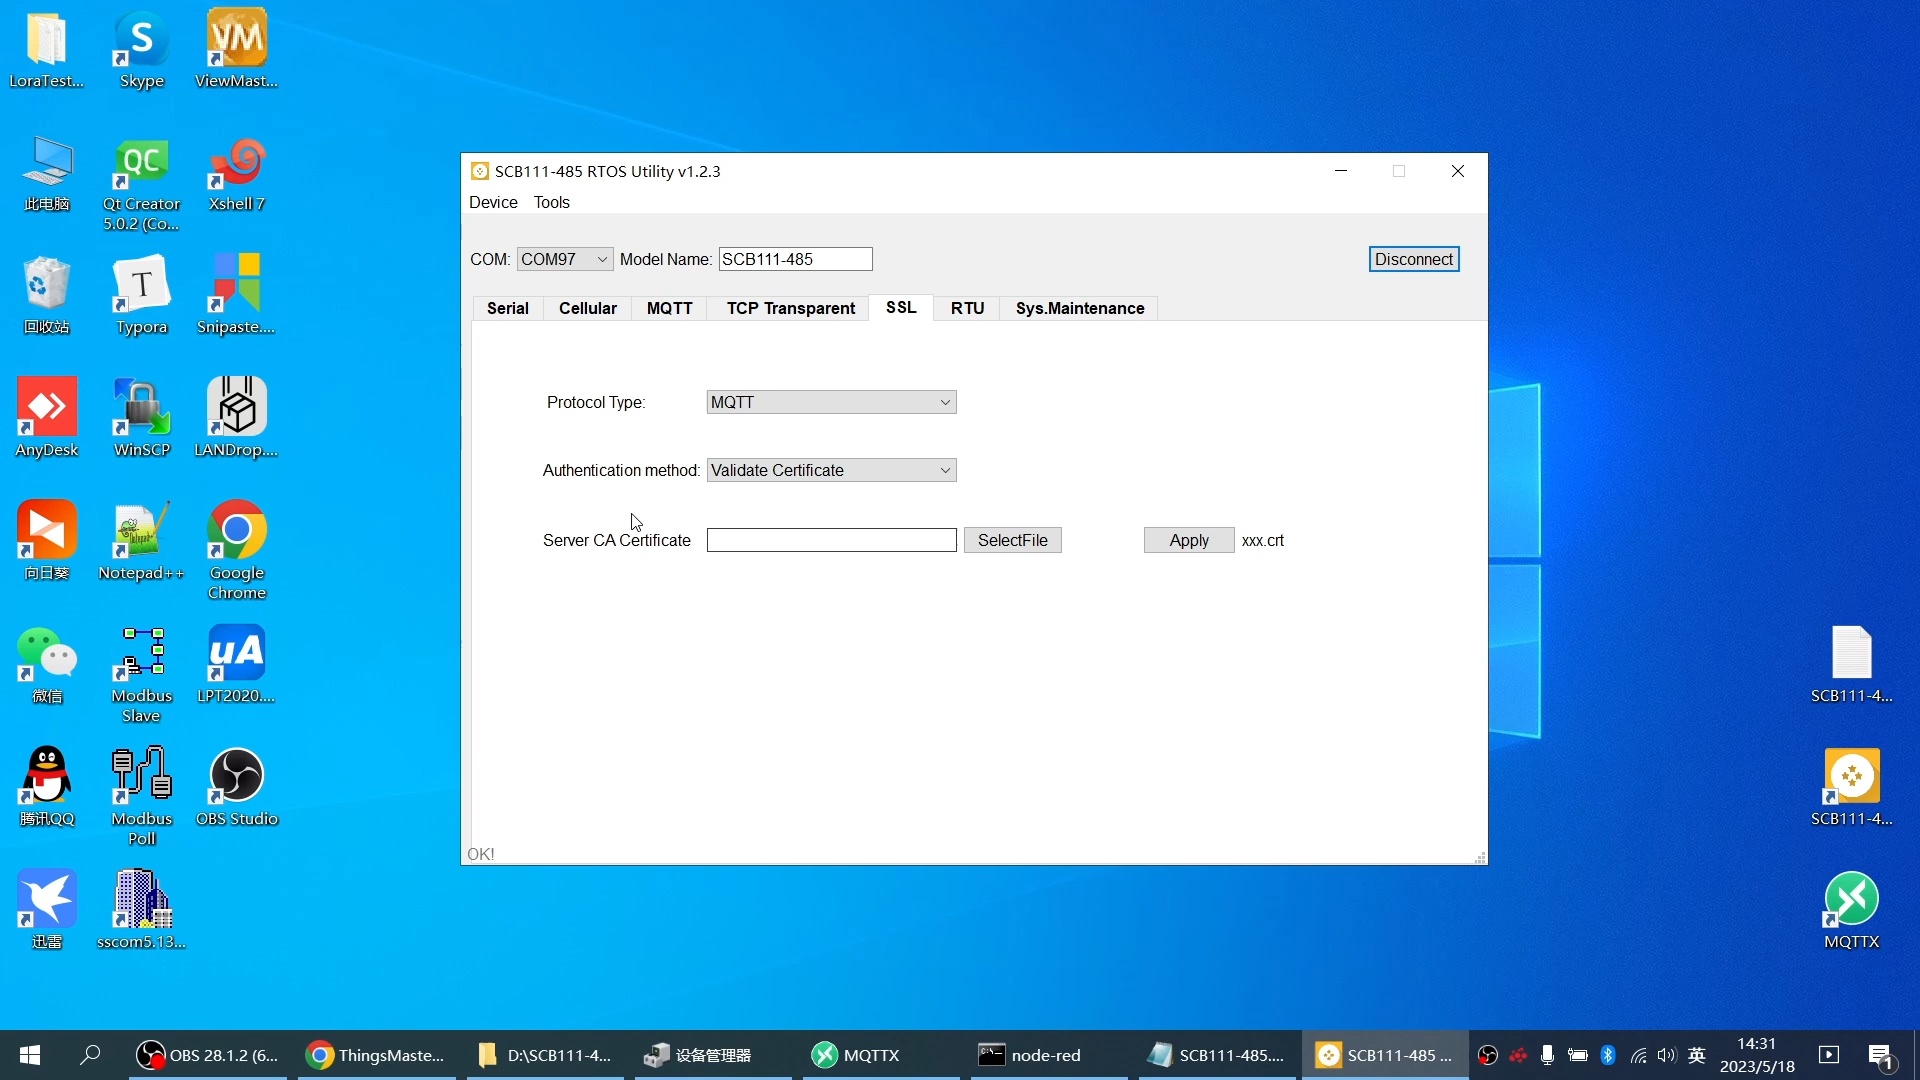 LoraTest...
Skype
ViewMast...
此电脑
Qt Creator
5.0.2 (Co...
Xshell 7
回收站
Typora
Snipaste....
AnyDesk
WinSCP
LANDrop....
向日葵
Notepad++
Google
Chrome
微信
Modbus
Slave
LPT2020....
腾讯QQ
Modbus
Poll
OBS Studio
迅雷
sscom5.13...
SCB111-485 RTOS Utility v1.2.3
Device Tools
COM: COM97 Model Name: SCB111-485 Disconnect
Serial Cellular MQTT TCP Transparent SSL RTU Sys.Maintenance
Protocol Type: MQTT
Authentication method: Validate Certificate
Server CA Certificate SelectFile Apply xxx.crt
OK!
SCB111-4...
SCB111-4...
MQTTX
OBS 28.1.2 (6... ThingsMaste... D:\SCB111-4... 设备管理器 MQTTX node-red SCB111-485.... SCB111-485 ... 英 14:31
2023/5/18
1